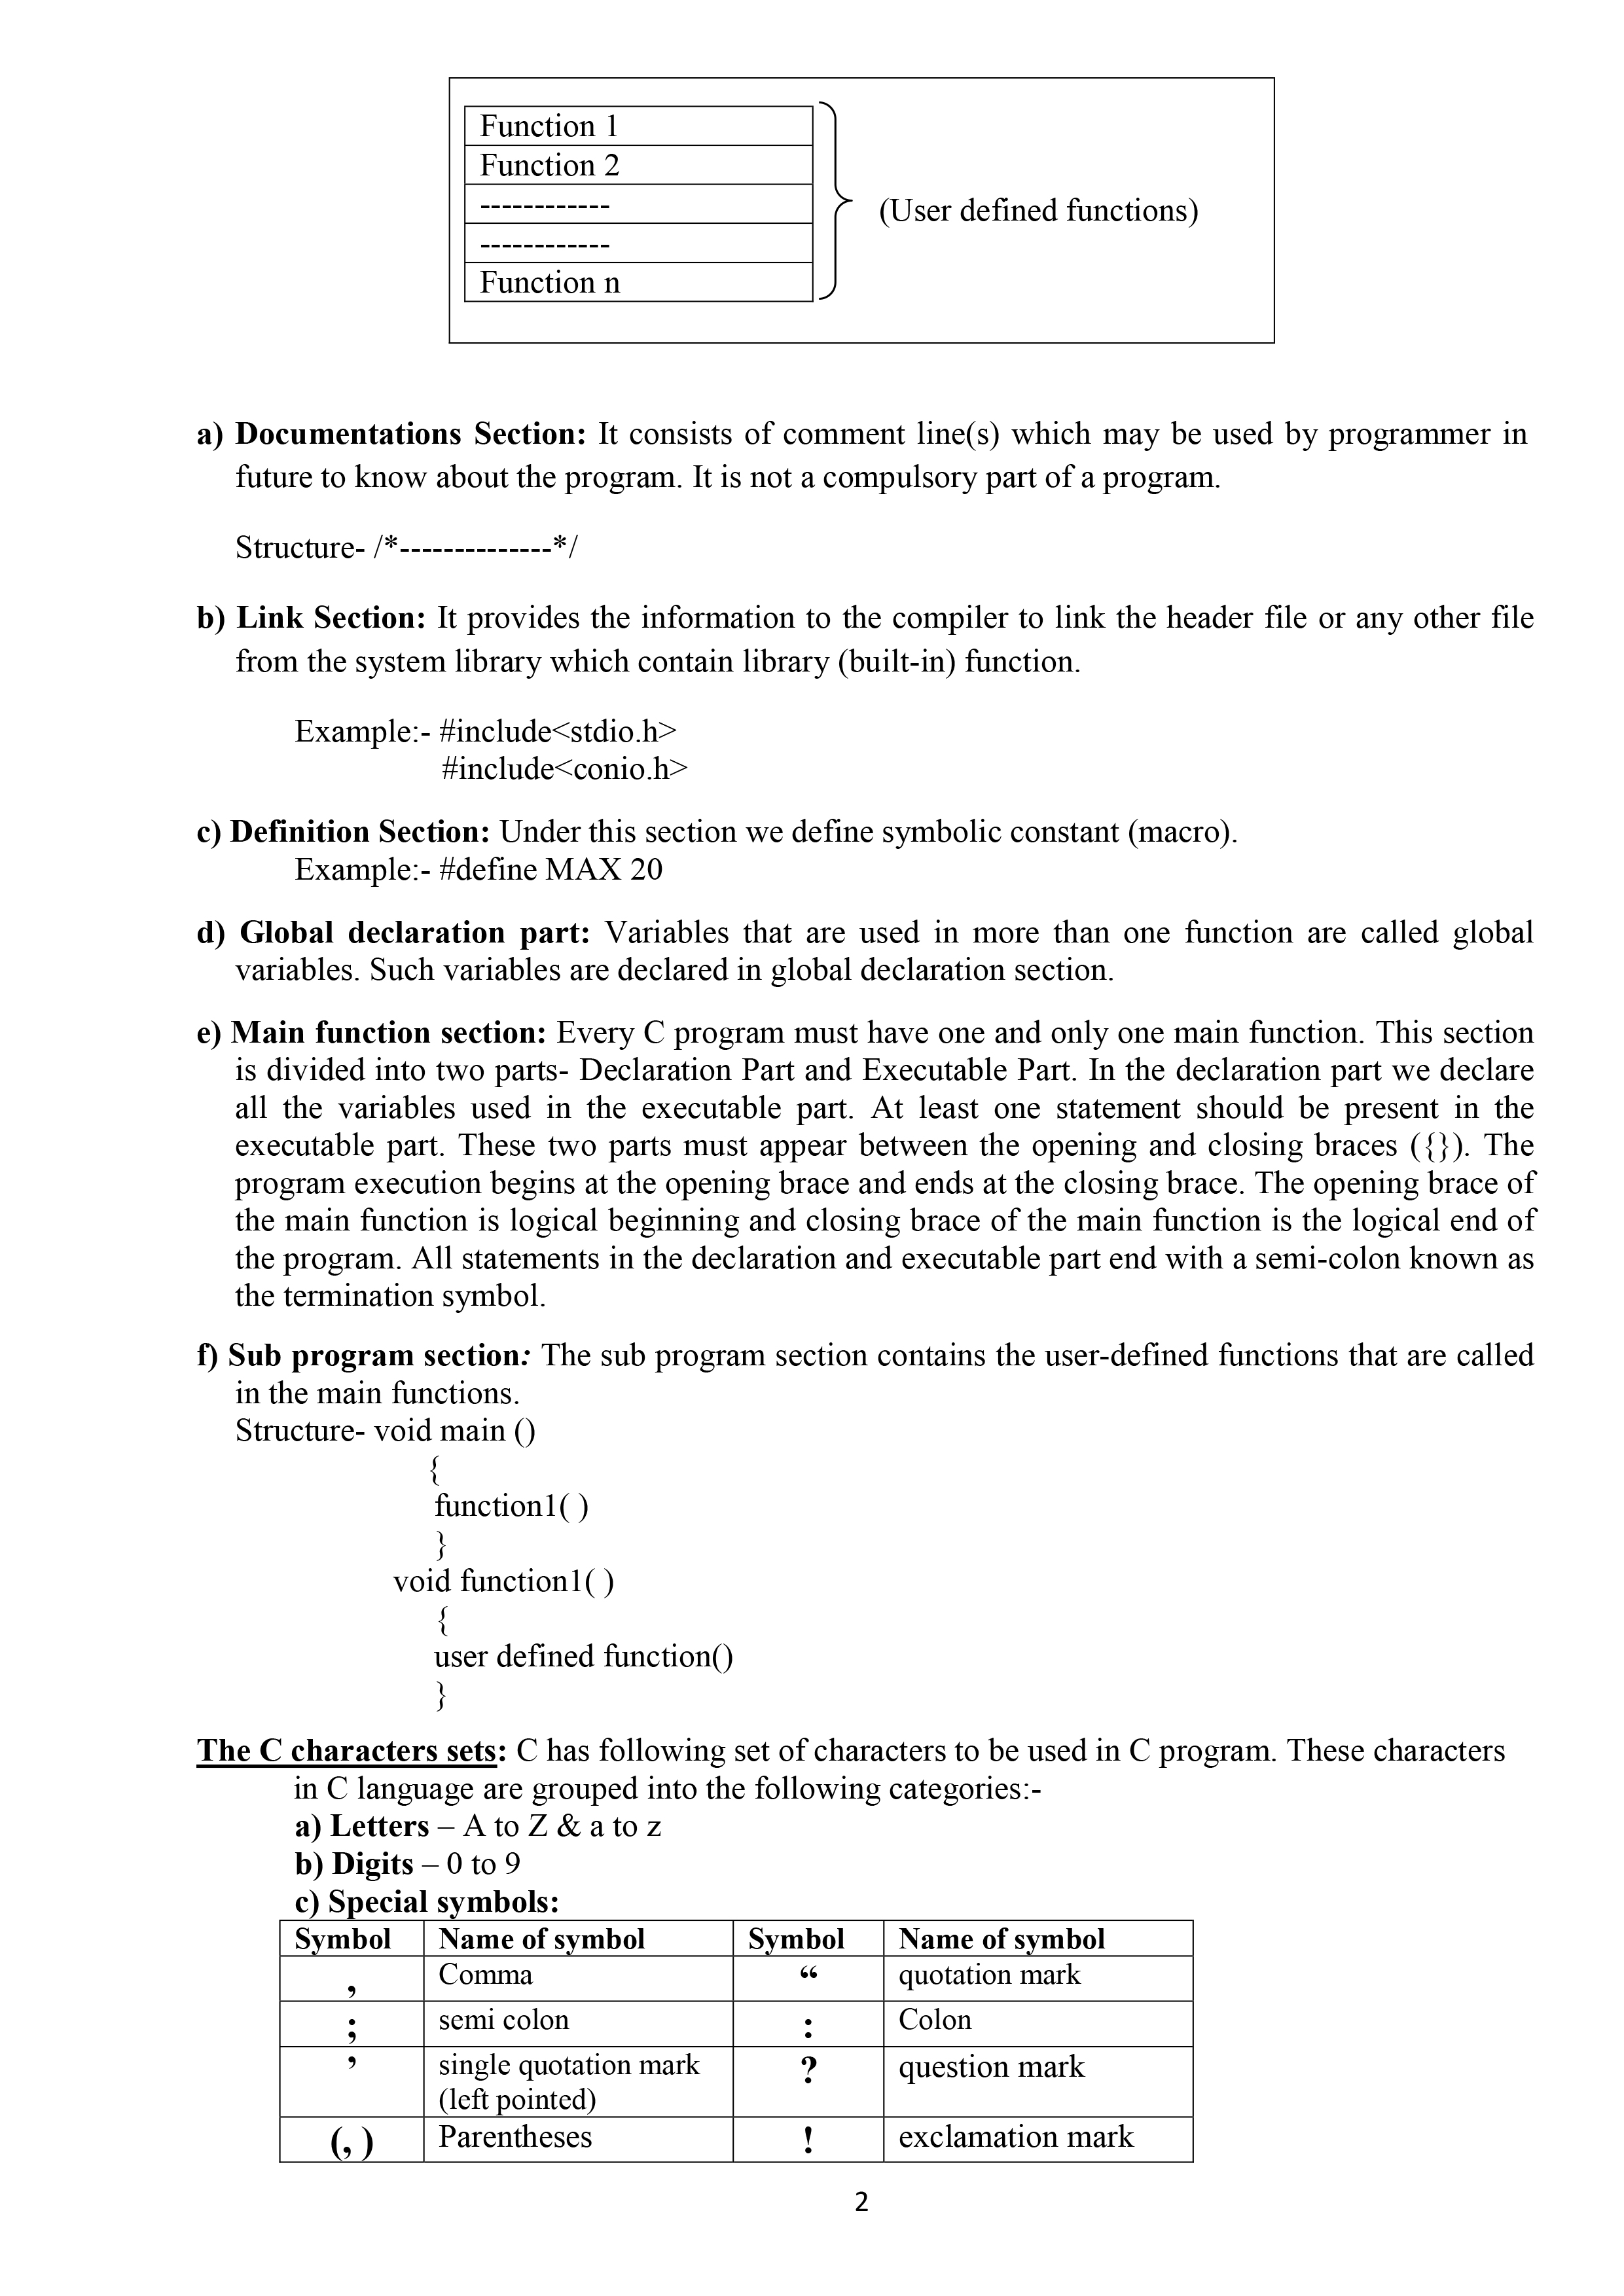 Function 1
Function 2
------------
------------
Function n
(User defined functions)
a) Documentations Section: It consists of comment line(s) which may be used by programmer in
future to know about the program. It is not a compulsory part of a program.
Structure- /*--------------*/
b) Link Section: It provides the information to the compiler to link the header file or any other file
from the system library which contain library (built-in) function.
Example:- #include<stdio.h>
#include<conio.h>
c) Definition Section: Under this section we define symbolic constant (macro).
Example:- #define MAX 20
d) Global declaration part: Variables that are used in more than one function are called global
variables. Such variables are declared in global declaration section.
e) Main function section: Every C program must have one and only one main function. This section
is divided into two parts- Declaration Part and Executable Part. In the declaration part we declare
all the variables used in the executable part. At least one statement should be present in the
executable part. These two parts must appear between the opening and closing braces ({}). The
program execution begins at the opening brace and ends at the closing brace. The opening brace of
the main function is logical beginning and closing brace of the main function is the logical end of
the program. All statements in the declaration and executable part end with a semi-colon known as
the termination symbol.
f) Sub program section: The sub program section contains the user-defined functions that are called
in the main functions.
Structure- void main ()
{
function1( )
}
void function1( )
{
user defined function()
}
The C characters sets: C has following set of characters to be used in C program. These characters
in C language are grouped into the following categories:-
a) Letters – A to Z & a to z
b) Digits – 0 to 9
c) Special symbols:
Symbol Name of symbol Symbol Name of symbol
, Comma “ quotation mark
; semi colon : Colon
’ single quotation mark ? question mark
(left pointed)
(, ) Parentheses ! exclamation mark
2